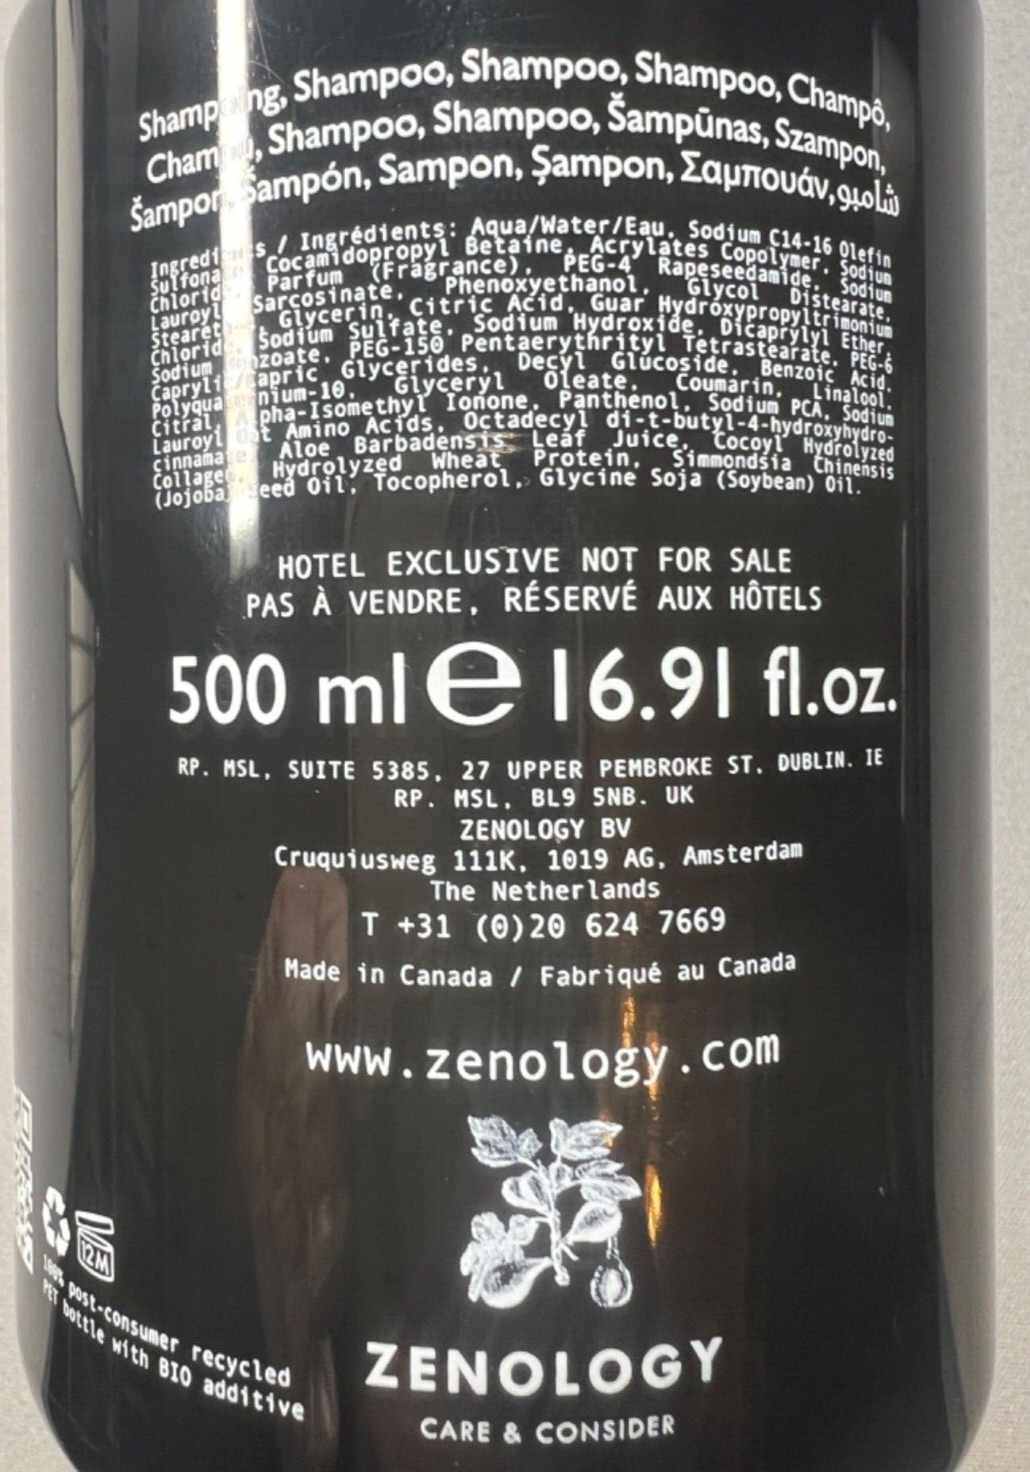 Shampooing, Shampoo, Shampoo, Shampoo, Champô,
Champú, Shampoo, Shampoo, Šampūnas, Szampon,
Šampon, Šampón, Sampon, Şampon, Σαμπουάν, شامبو
Ingredients / Ingrédients: Aqua/Water/Eau, Sodium C14-16 Olefin
Sulfonate, Cocamidopropyl Betaine, Acrylates Copolymer, Sodium
Chloride, Parfum (Fragrance), PEG-4 Rapeseedamide, Sodium
Lauroyl Sarcosinate, Phenoxyethanol, Glycol Distearate,
Steareth-4, Glycerin, Citric Acid, Guar Hydroxypropyltrimonium
Chloride, Sodium Sulfate, Sodium Hydroxide, Dicaprylyl Ether,
Sodium Benzoate, PEG-150 Pentaerythrityl Tetrastearate, PEG-6
Caprylic/Capric Glycerides, Decyl Glucoside, Benzoic Acid,
Polyquaternium-10, Glyceryl Oleate, Coumarin, Linalool,
Citral, Alpha-Isomethyl Ionone, Panthenol, Sodium PCA, Sodium
Lauroyl Oat Amino Acids, Octadecyl di-t-butyl-4-hydroxyhydro-
cinnamate, Aloe Barbadensis Leaf Juice, Cocoyl Hydrolyzed
Collagen, Hydrolyzed Wheat Protein, Simmondsia Chinensis
(Jojoba) Seed Oil, Tocopherol, Glycine Soja (Soybean) Oil.
HOTEL EXCLUSIVE NOT FOR SALE
PAS À VENDRE, RÉSERVÉ AUX HÔTELS
500 ml e 16.91 fl.oz.
RP. MSL, SUITE 5385, 27 UPPER PEMBROKE ST, DUBLIN. IE
RP. MSL, BL9 5NB. UK
ZENOLOGY BV
Cruquiusweg 111K, 1019 AG, Amsterdam
The Netherlands
T +31 (0)20 624 7669
Made in Canada / Fabriqué au Canada
www.zenology.com
12M
100% post-consumer recycled
PET bottle with BIO additive
ZENOLOGY
CARE & CONSIDER